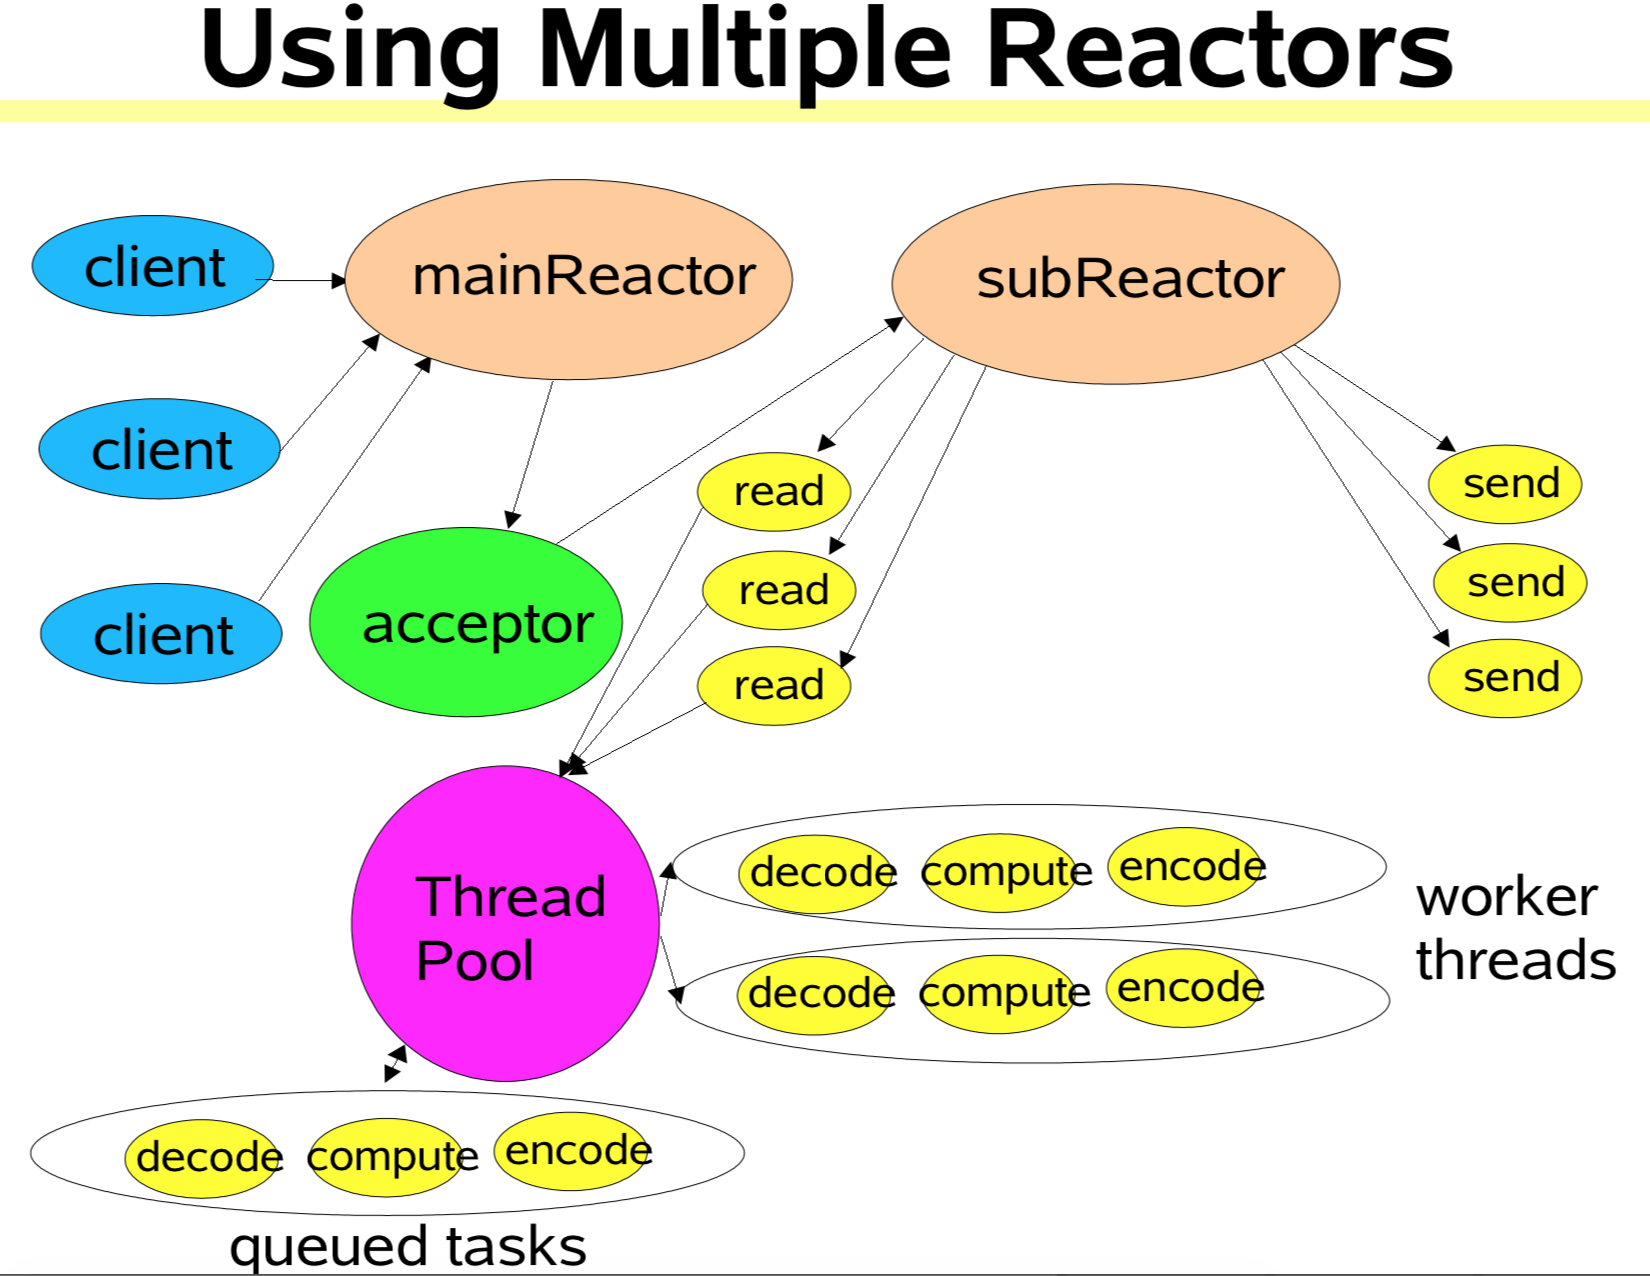 Using Multiple Reactors
client
mainReactor
subReactor
client
client
acceptor
read
read
read
send
send
send
Thread
Pool
decode compute encode
decode compute encode
worker
threads
decode compute encode
queued tasks